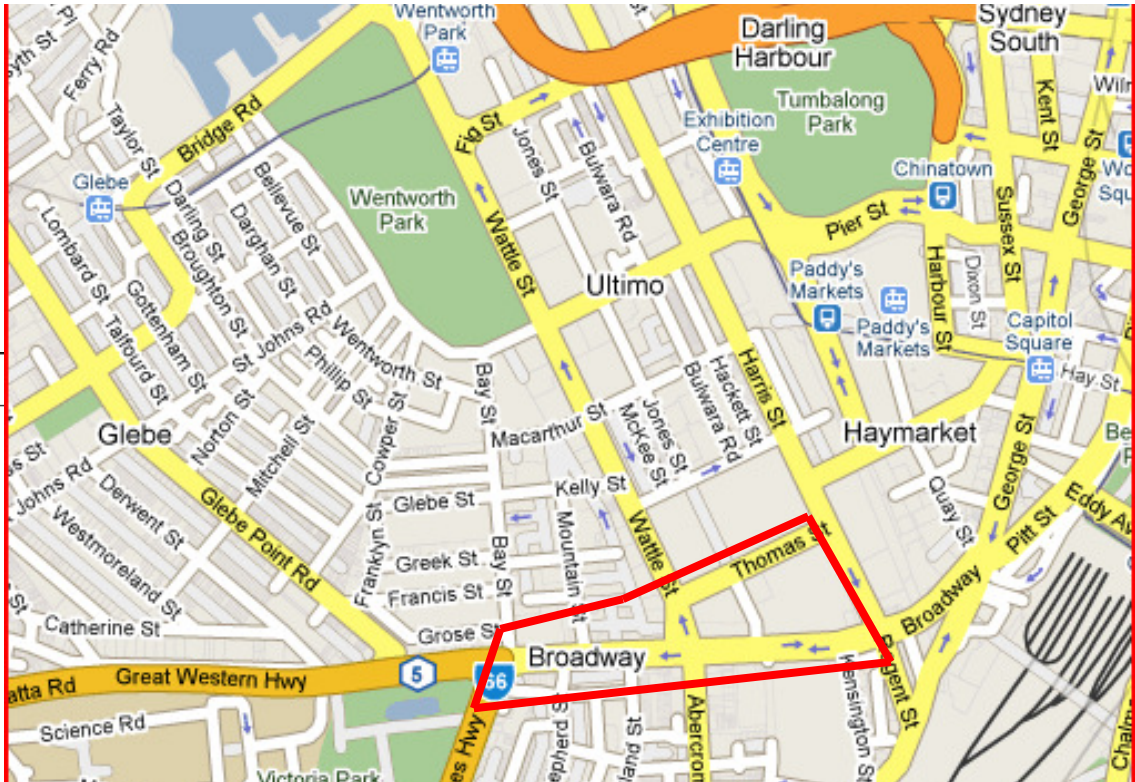 Wentworth
Park
Darling
Harbour
Sydney
South
Ferry Rd
Taylor St
Bridge Rd
Fig St
Jones St
Bulwara Rd
Exhibition
Centre
Tumbalong
Park
Kent St
George St
Chinatown
Glebe
Bellevue St
Wentworth
Park
Wattle St
Pier St
Sussex St
Lombard St
Darling St
Darghan St
Broughton St
Ultimo
Paddy's
Markets
Paddy's
Markets
Harbour St
Dixon St
Capitol
Square
Hay St
Gottenham St
Talfourd St
St Johns Rd
Wentworth St
Phillip St
Bay St
Harris St
Hackett St
Bulwara Rd
Jones St
McKee St
Macarthur St
Glebe
Norton St
Mitchell St
Cowper St
Haymarket
George St
Johns Rd
Derwent St
Westmoreland St
Glebe Point Rd
Franklyn St
Glebe St
Kelly St
Mountain St
Wattle St
Quay St
Pitt St
Greek St
Bay St
Francis St
Thomas St
Catherine St
Grose St
Broadway
Broadway
Great Western Hwy
5
66
Regent St
Kensington St
Science Rd
Victoria Park